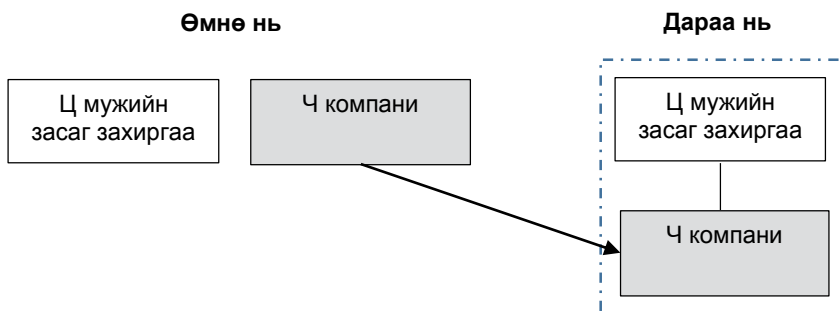 Өмнө нь
Дараа нь
Ц мужийн
засаг захиргаа
Ч компани
Ц мужийн
засаг захиргаа
Ч компани